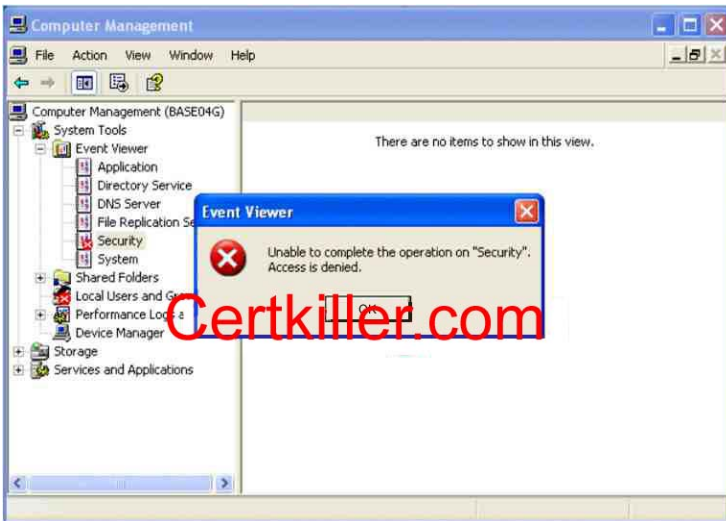 Computer Management
File Action View Window Help
Computer Management (BASE04G)
System Tools
Event Viewer
Application
Directory Service
DNS Server
File Replication Se
Security
System
Shared Folders
Local Users and Gro
Performance Logs a
Device Manager
Storage
Services and Applications
There are no items to show in this view.
Event Viewer
Unable to complete the operation on "Security".
Access is denied.
OK
Certkiller.com